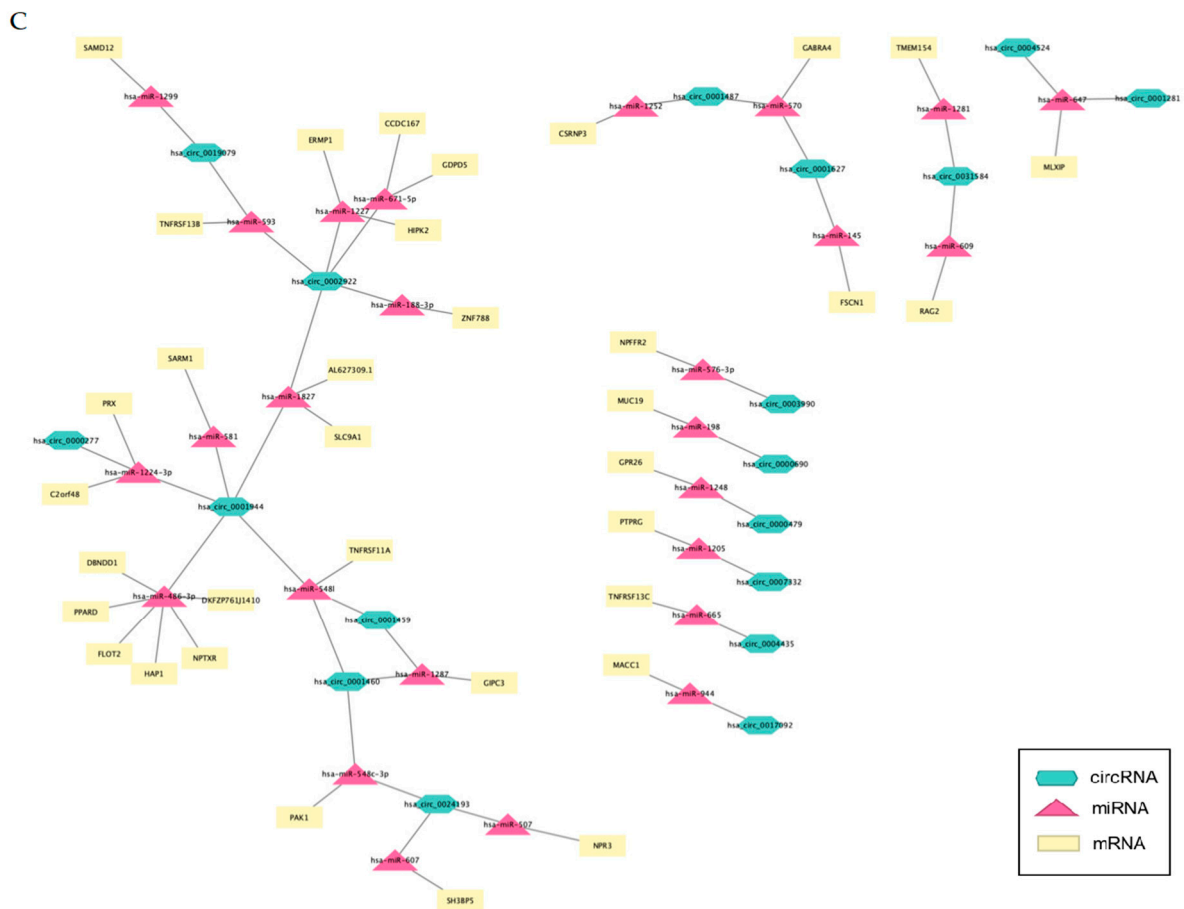 C
SAMD12
hsa-miR-1299
hsa_circ_0019079
TNFRSF13B
hsa-miR-593
ERMP1
CCDC167
GDPD5
hsa-miR-671-5p
hsa-miR-1227
HIPK2
hsa_circ_0002922
hsa-miR-188-3p
ZNF788
SARM1
AL627309.1
hsa-miR-1827
SLC9A1
PRX
hsa_circ_0000277
hsa-miR-581
hsa-miR-1224-3p
C2orf48
hsa_circ_0001944
DBNDD1
hsa-miR-486-3p
DKFZP761J1410
PPARD
FLOT2
HAP1
NPTXR
TNFRSF11A
hsa-miR-548l
hsa_circ_0001459
hsa_circ_0001460
hsa-miR-1287
GIPC3
hsa-miR-548c-3p
PAK1
hsa_circ_0024193
hsa-miR-507
NPR3
hsa-miR-607
SH3BP5
GABRA4
hsa-miR-1252
hsa_circ_0001487
hsa-miR-570
CSRNP3
hsa_circ_0001627
hsa-miR-145
FSCN1
TMEM154
hsa-miR-1281
hsa_circ_0031584
hsa-miR-609
RAG2
hsa_circ_0004524
hsa-miR-647
hsa_circ_0001281
MLXIP
NPFFR2
hsa-miR-576-3p
hsa_circ_0003990
MUC19
hsa-miR-198
hsa_circ_0000690
GPR26
hsa-miR-1248
hsa_circ_0000479
PTPRG
hsa-miR-1205
hsa_circ_0007332
TNFRSF13C
hsa-miR-665
hsa_circ_0004435
MACC1
hsa-miR-944
hsa_circ_0017092
circRNA
miRNA
mRNA